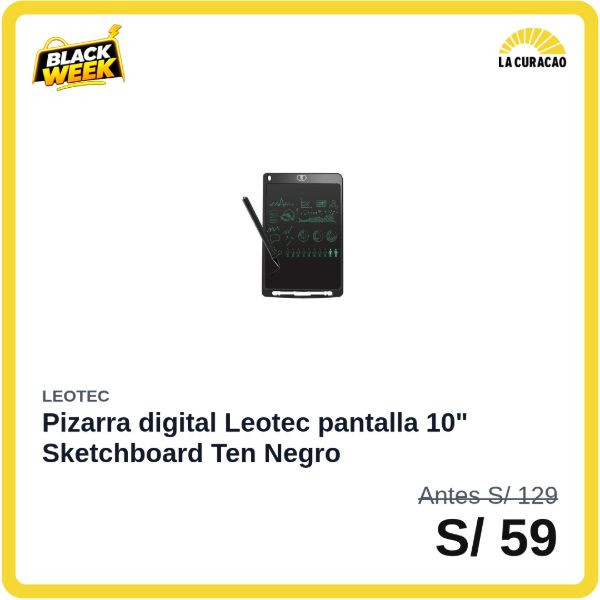 BLACK
WEEK
LA CURACAO
LEOTEC
Pizarra digital Leotec pantalla 10"
Sketchboard Ten Negro
Antes S/ 129
S/ 59